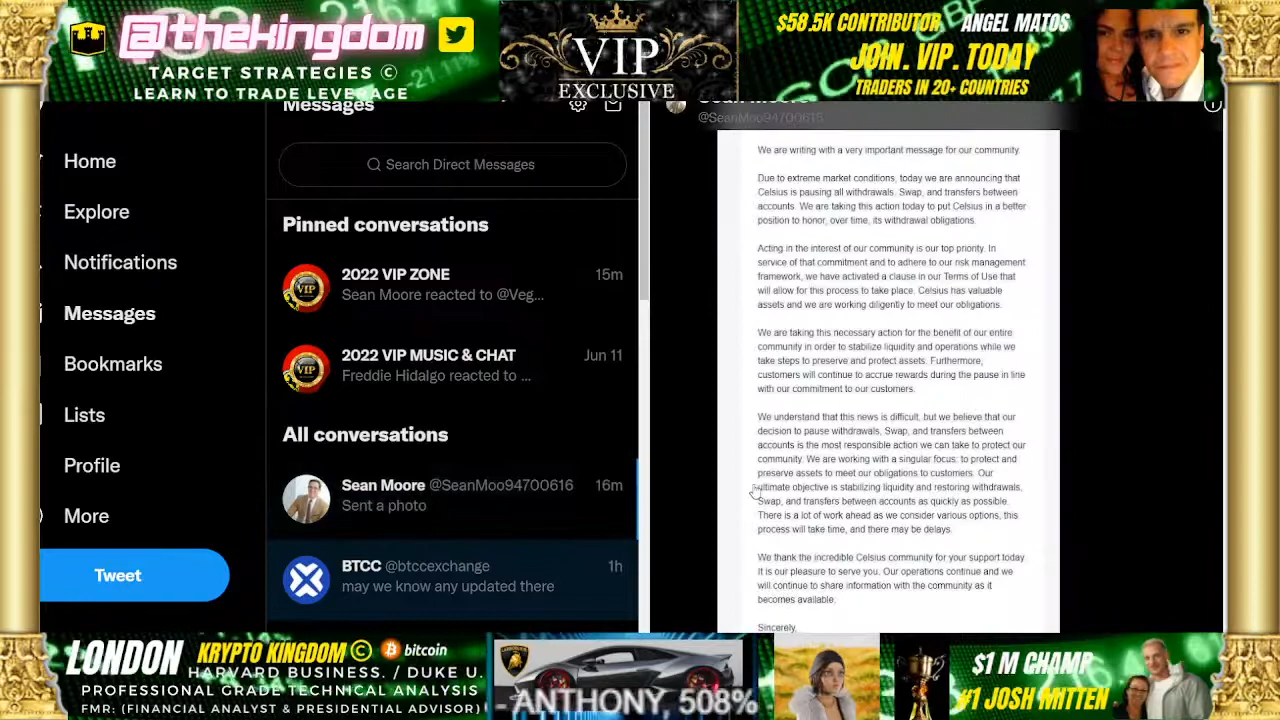 @thekingdom
TARGET STRATEGIES ©
LEARN TO TRADE LEVERAGE
VIP
EXCLUSIVE
$58.5K CONTRIBUTOR ANGEL MATOS
JOIN. VIP. TODAY
TRADERS IN 20+ COUNTRIES
Home
Explore
Notifications
Messages
Bookmarks
Lists
Profile
More
Tweet
Messages
Search Direct Messages
Pinned conversations
2022 VIP ZONE 15m
Sean Moore reacted to @Veg...
2022 VIP MUSIC & CHAT Jun 11
Freddie Hidalgo reacted to ...
All conversations
Sean Moore @SeanMoo94700616 16m
Sent a photo
BTCC @btccexchange 1h
may we know any updated there
Sean Moore
@SeanMoo94700616
We are writing with a very important message for our community.
Due to extreme market conditions, today we are announcing that
Celsius is pausing all withdrawals, Swap, and transfers between
accounts. We are taking this action today to put Celsius in a better
position to honor, over time, its withdrawal obligations.
Acting in the interest of our community is our top priority. In
service of that commitment and to adhere to our risk management
framework, we have activated a clause in our Terms of Use that
will allow for this process to take place. Celsius has valuable
assets and we are working diligently to meet our obligations.
We are taking this necessary action for the benefit of our entire
community in order to stabilize liquidity and operations while we
take steps to preserve and protect assets. Furthermore,
customers will continue to accrue rewards during the pause in line
with our commitment to our customers.
We understand that this news is difficult, but we believe that our
decision to pause withdrawals, Swap, and transfers between
accounts is the most responsible action we can take to protect our
community. We are working with a singular focus: to protect and
preserve assets to meet our obligations to customers. Our
ultimate objective is stabilizing liquidity and restoring withdrawals,
Swap, and transfers between accounts as quickly as possible.
There is a lot of work ahead as we consider various options, this
process will take time, and there may be delays.
We thank the incredible Celsius community for your support today.
It is our pleasure to serve you. Our operations continue and we
will continue to share information with the community as it
becomes available.
Sincerely,
LONDON KRYPTO KINGDOM © bitcoin
HARVARD BUSINESS. / DUKE U.
PROFESSIONAL GRADE TECHNICAL ANALYSIS
FMR: (FINANCIAL ANALYST & PRESIDENTIAL ADVISOR)
- ANTHONY. 508%
$1 M CHAMP
#1 JOSH MITTEN